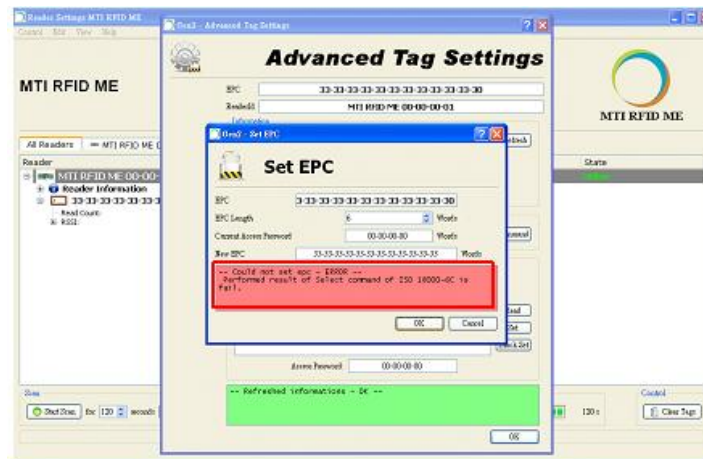 Reader Settings MTI RFID ME
Control Edit View Help
MTI RFID ME
All Readers
MTI RFID ME
Reader
MTI RFID ME 00-00-
Reader Information
33-33-33-33-33-3
Read Count:
RSSI:
Gen2 - Advanced Tag Settings
Advanced Tag Settings
EPC
33-33-33-33-33-33-33-33-33-33-33-30
ReaderId
MTI RFID ME 00-00-00-01
Information
Gen2 - Set EPC
Set EPC
EPC
3-33-33-33-33-33-33-33-33-33-33-30
EPC Length
6
Words
Current Access Password
00-00-00-00
Words
New EPC
33-33-33-33-33-33-33-33-33-33-33-33
Words
-- Could not set epc - ERROR --
Performed result of Select command of ISO 18000-6C is
fail.
OK
Cancel
Access Password
00-00-00-00
-- Refreshed informations - OK --
OK
MTI RFID ME
State
Scan
Start Scan
for
120
seconds
120 s
Control
Clear Tags